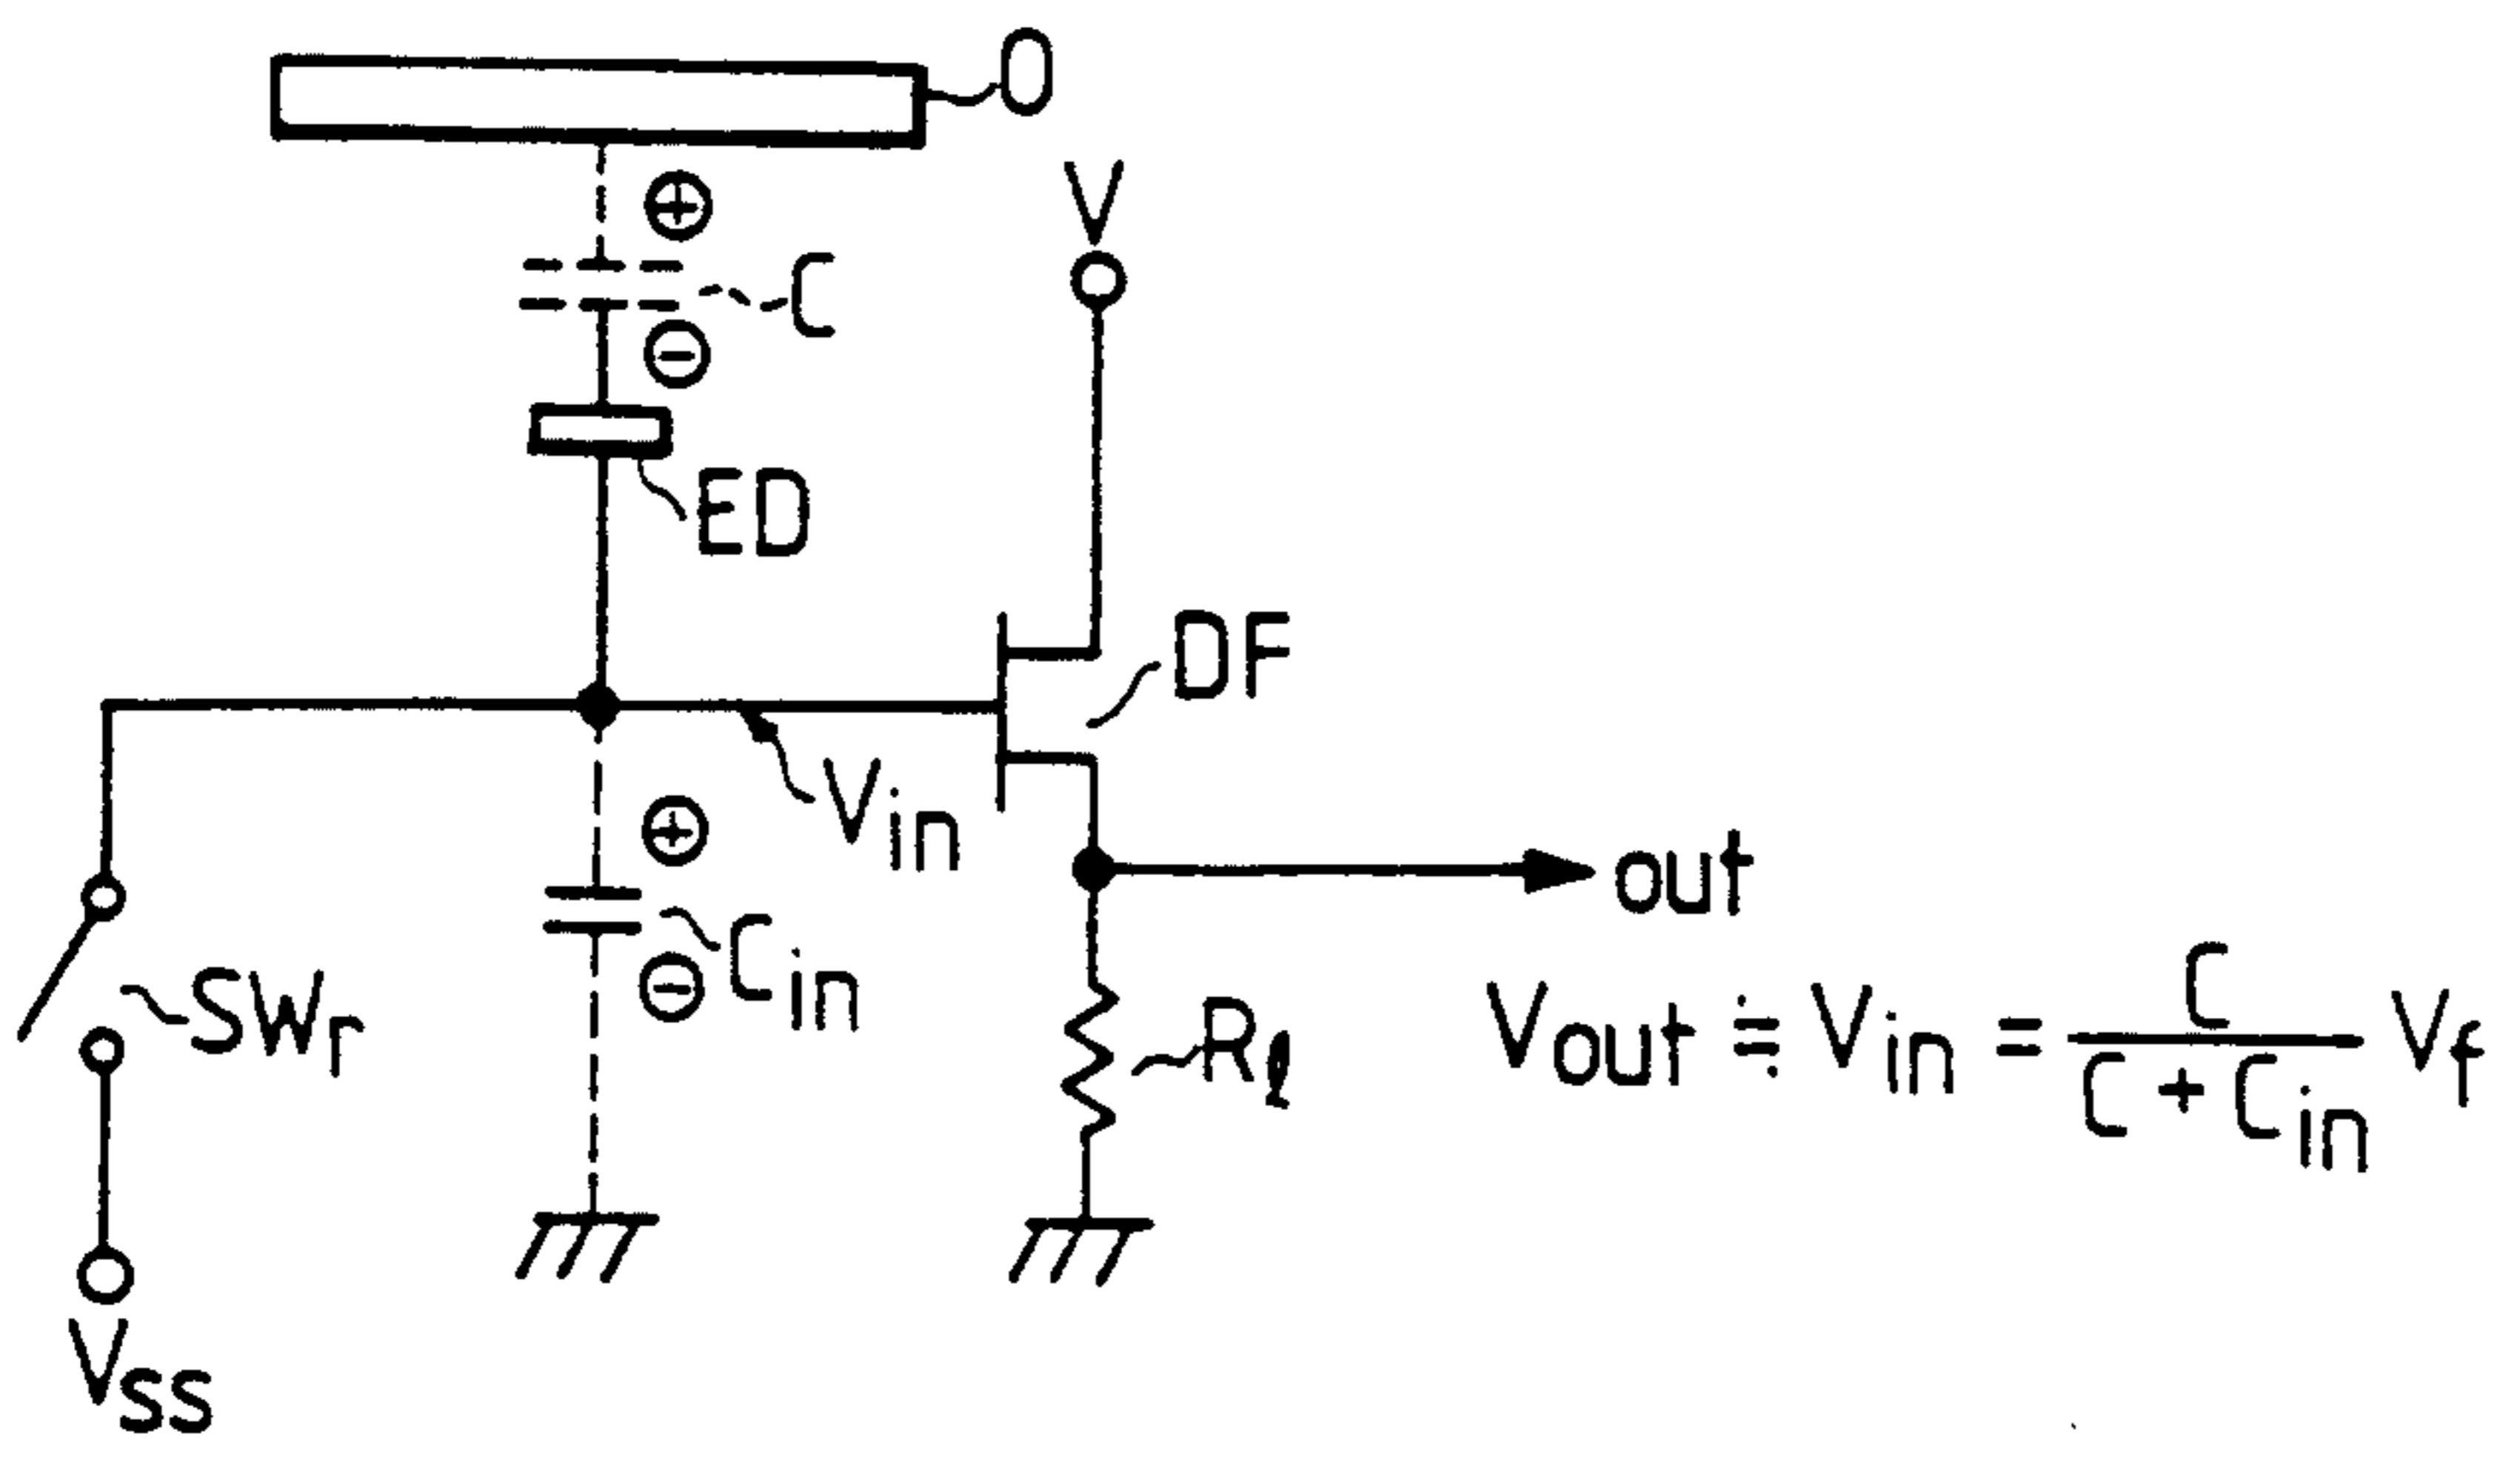 O
⊕
V
C
⊖
ED
DF
Vin
⊕
out
Cin
SWr
⊖
Rℓ
Vout ≒ Vin = C / (C + Cin) Vf
Vss